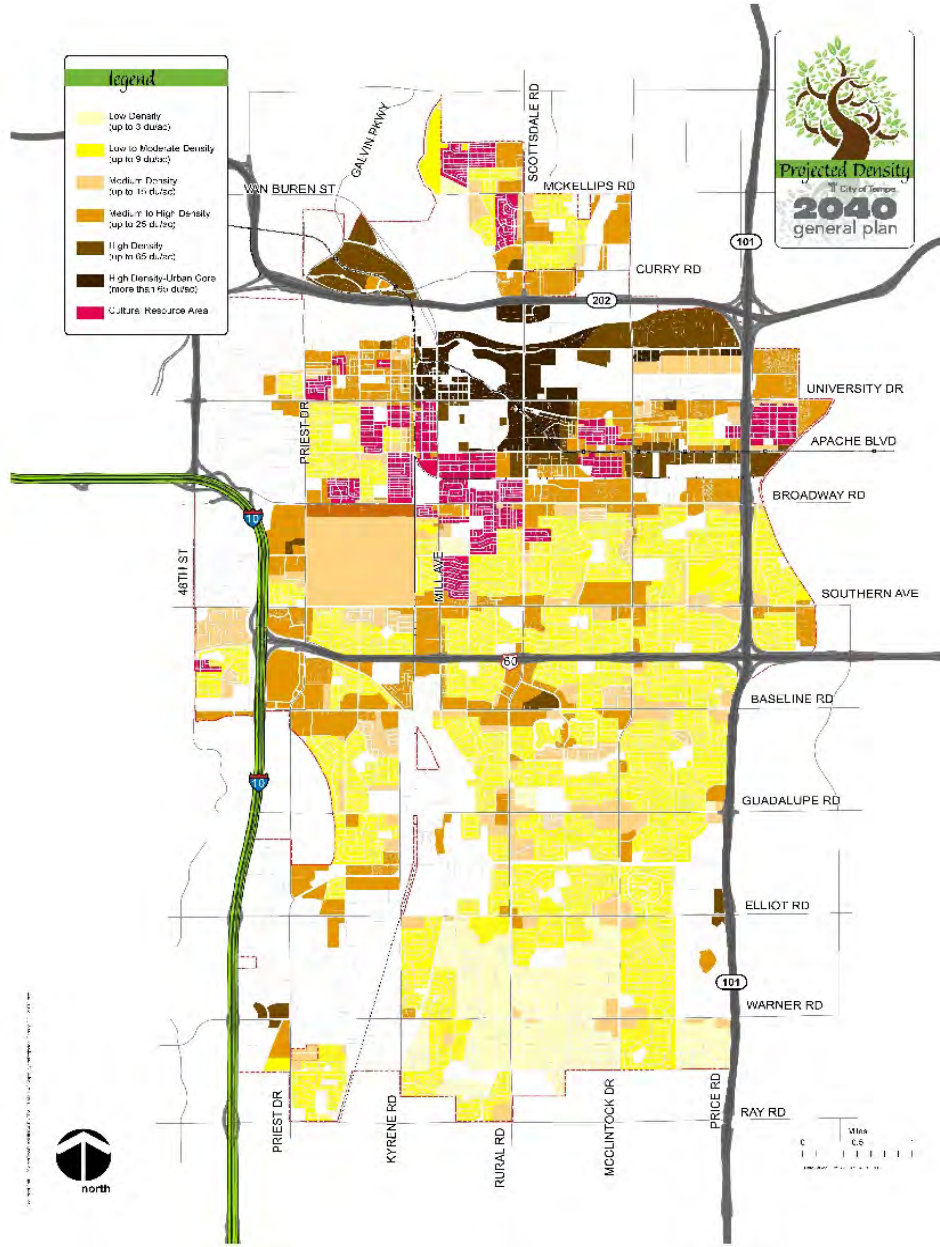 legend
Low Density
(up to 3 du/ac)
Low to Moderate Density
(up to 9 du/ac)
Medium Density
(up to 15 du/ac)
Medium to High Density
(up to 25 du/ac)
High Density
(up to 65 du/ac)
High Density-Urban Core
(more than 65 du/ac)
Cultural Resource Area
Projected Density
City of Tempe
2040
general plan
GALVIN PKWY
SCOTTSDALE RD
VAN BUREN ST
MCKELLIPS RD
101
CURRY RD
202
UNIVERSITY DR
PRIEST DR
APACHE BLVD
BROADWAY RD
10
48TH ST
MILL AVE
SOUTHERN AVE
60
BASELINE RD
10
GUADALUPE RD
ELLIOT RD
101
WARNER RD
PRIEST DR
KYRENE RD
RURAL RD
MCCLINTOCK DR
PRICE RD
RAY RD
Miles
0 0.5 1
north